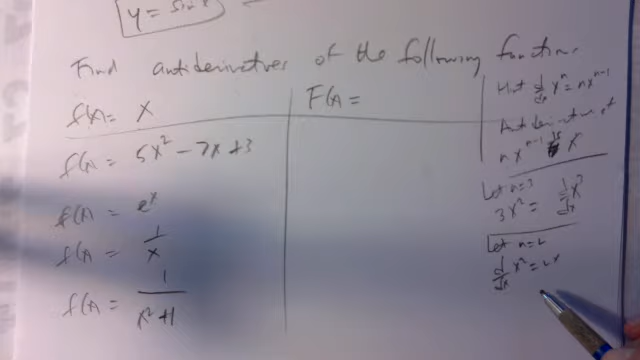 y = sin x
Find antiderivatives of the following functions
f(x) = x
F(x) =
f(x) = 5x² - 7x + 3
f(x) = eˣ
f(x) = 1/x
f(x) = 1/(x²+1)
Hint d/dx xⁿ = nxⁿ⁻¹
Antiderivative of
nxⁿ⁻¹ is xⁿ
Let n=3
3x² = d/dx x³
Let n=2
d/dx x² = 2x